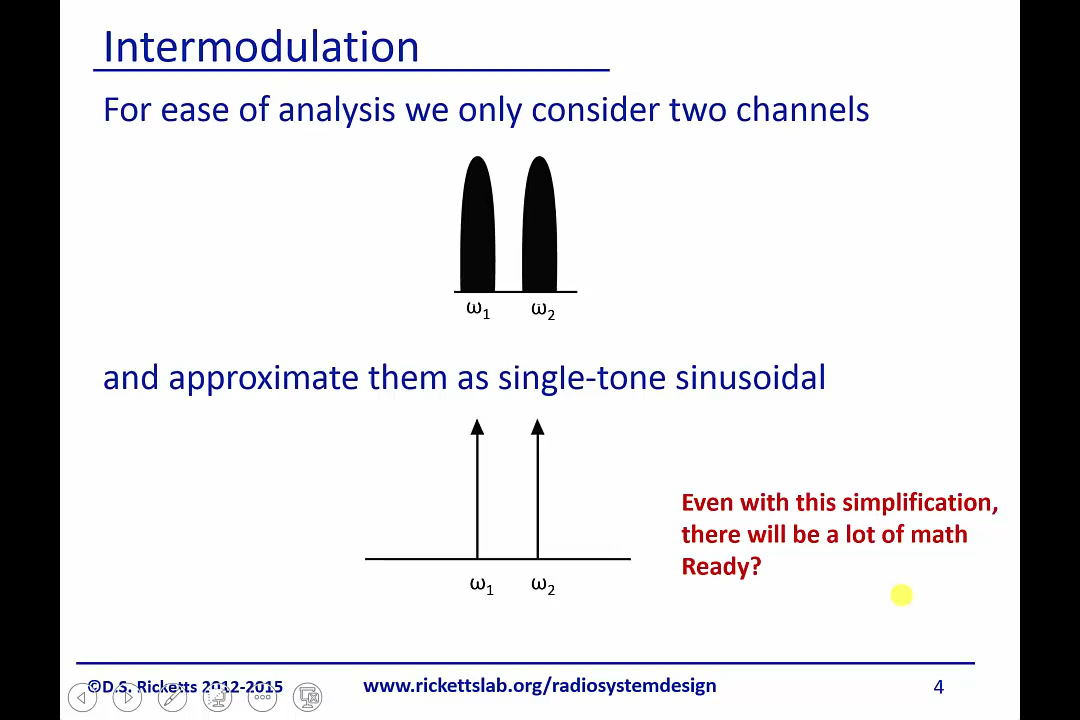 Intermodulation
For ease of analysis we only consider two channels
ω1 ω2
and approximate them as single-tone sinusoidal
Even with this simplification,
there will be a lot of math
Ready?
ω1 ω2
©D.S. Ricketts 2012-2015 www.rickettslab.org/radiosystemdesign 4